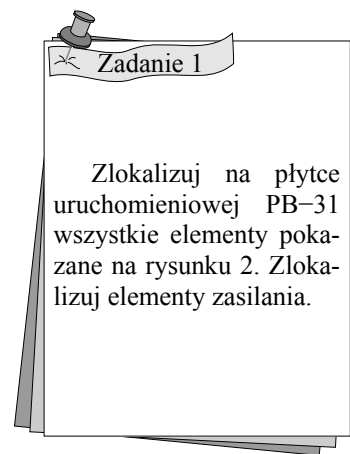 Zadanie 1
Zlokalizuj na płytce
uruchomieniowej PB−31
wszystkie elementy poka-
zane na rysunku 2. Zloka-
lizuj elementy zasilania.